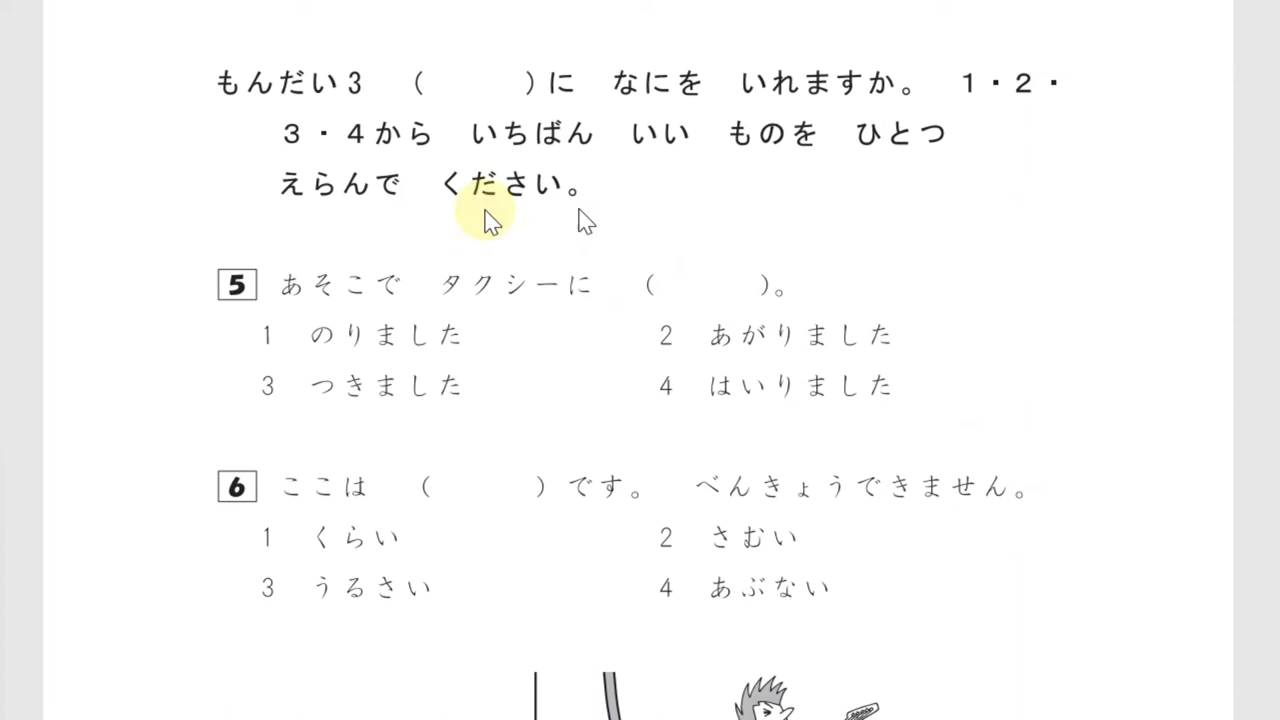 もんだい3 (　　　)に なにを いれますか。 1・2・
3・4から いちばん いい ものを ひとつ
えらんで ください。
5 あそこで タクシーに (　　　)。
1 のりました 2 あがりました
3 つきました 4 はいりました
6 ここは (　　　)です。 べんきょうできません。
1 くらい 2 さむい
3 うるさい 4 あぶない